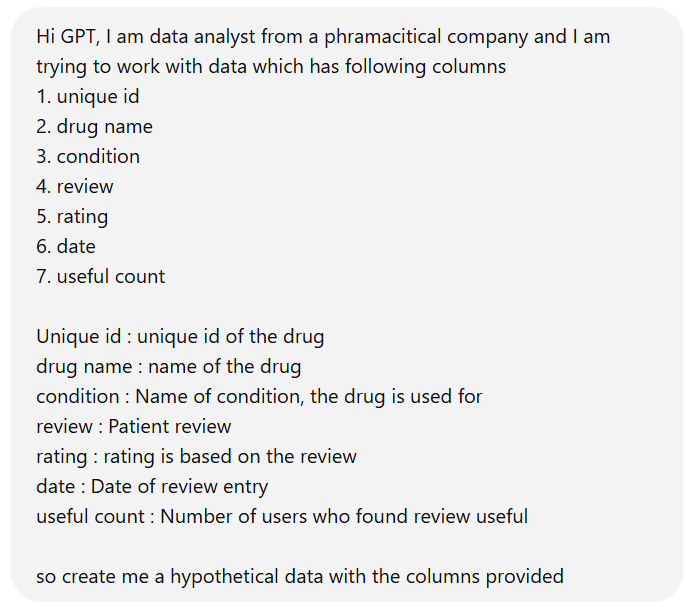 Hi GPT, I am data analyst from a phramacitical company and I am
trying to work with data which has following columns
1. unique id
2. drug name
3. condition
4. review
5. rating
6. date
7. useful count
Unique id : unique id of the drug
drug name : name of the drug
condition : Name of condition, the drug is used for
review : Patient review
rating : rating is based on the review
date : Date of review entry
useful count : Number of users who found review useful
so create me a hypothetical data with the columns provided